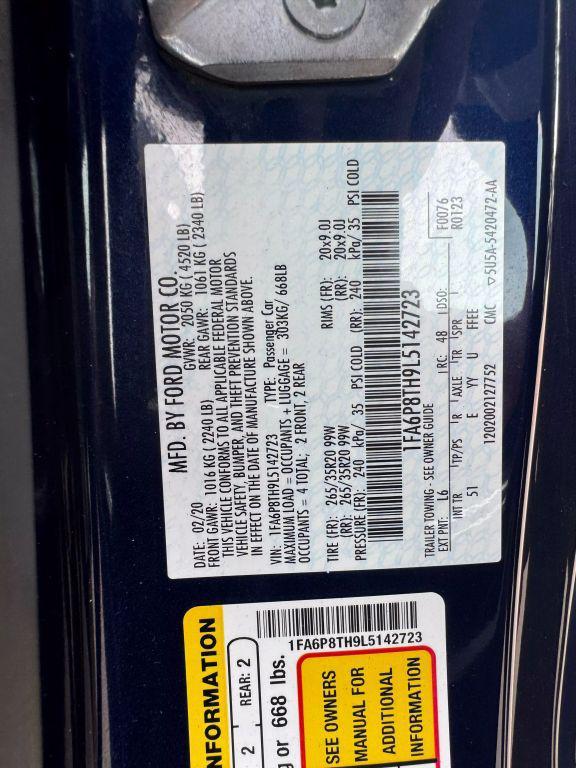 MFD. BY FORD MOTOR CO.
DATE: 02/20 GVWR: 2050 KG ( 4520 LB)
FRONT GAWR: 1016 KG (2240 LB) REAR GAWR: 1061 KG ( 2340 LB)
THIS VEHICLE CONFORMS TO ALL APPLICABLE FEDERAL MOTOR
VEHICLE SAFETY, BUMPER, AND THEFT PREVENTION STANDARDS
IN EFFECT ON THE DATE OF MANUFACTURE SHOWN ABOVE.
VIN: 1FA6P8TH9L5142723 TYPE: Passenger Car
MAXIMUM LOAD = OCCUPANTS + LUGGAGE = 303KG/ 668LB
OCCUPANTS = 4 TOTAL; 2 FRONT, 2 REAR
TIRE (FR): 265/35R20 99W RIMS (FR): 20x9.0J
(RR): 265/35R20 99W (RR): 20x9.0J
PRESSURE (FR): 240 kPa/ 35 PSI COLD (RR): 240 kPa/ 35 PSI COLD
1FA6P8TH9L5142723
TRAILER TOWING - SEE OWNER GUIDE F0076
EXT PNT: L6 RC: 48 DSO: R0123
INT TR TP/PS R AXLE TR SPR
51 E YY U FFEE
1202002127752 CMC ▽5U5A-5420472-AA
NFORMATION
2 REAR: 2
g or 668 lbs.
1FA6P8TH9L5142723
SEE OWNERS
MANUAL FOR
ADDITIONAL
INFORMATION